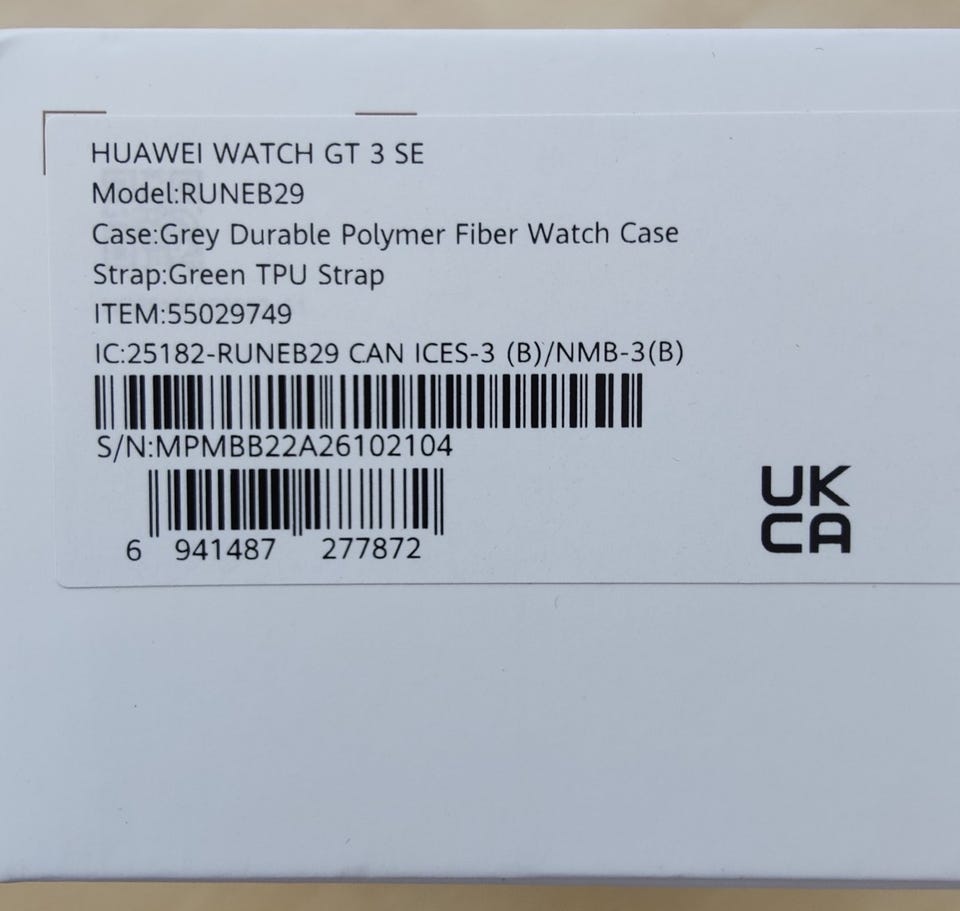 HUAWEI WATCH GT 3 SE
Model:RUNEB29
Case:Grey Durable Polymer Fiber Watch Case
Strap:Green TPU Strap
ITEM:55029749
IC:25182-RUNEB29 CAN ICES-3 (B)/NMB-3(B)
S/N:MPMBB22A26102104
6 941487 277872
UK
CA